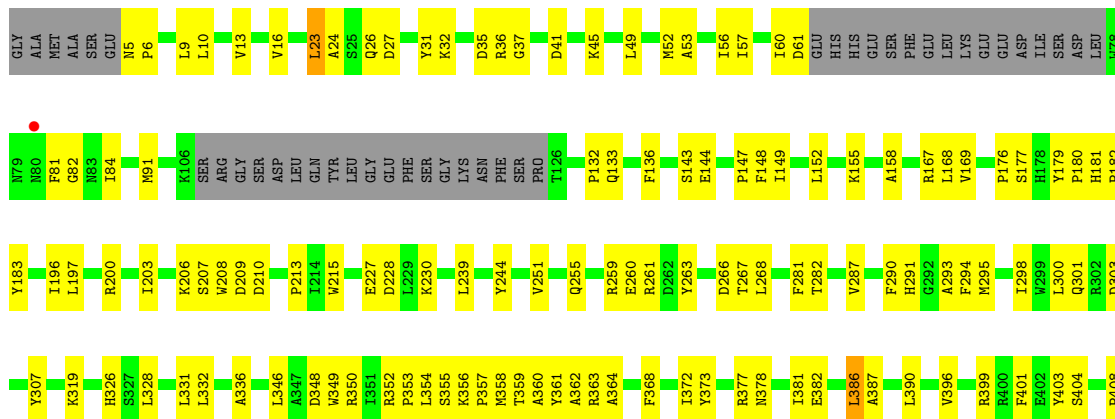 GLY ALA MET ALA SER GLU N5 P6 L9 L10 V13 V16 L23 A24 S25 Q26 D27 Y31 K32 D35 R36 G37 D41 K45 L49 M52 A53 I56 I57 I60 D61 GLU HIS HIS GLU SER PHE GLU LEU LYS GLU GLU ASP ILE SER ASP LEU W78
N79 N80 F81 G82 N83 I84 M91 K106 SER ARG GLY SER ASP LEU GLN TYR LEU GLY GLU PHE SER GLY LYS ASN PHE SER PRO T126 P132 Q133 F136 S143 E144 P147 F148 I149 L152 K155 A158 R167 L168 V169 P176 S177 H178 Y179 P180 H181
Y183 I196 L197 R200 I203 K206 S207 W208 D209 D210 P213 I214 W215 E227 D228 L229 K230 L239 Y244 V251 Q255 R259 E260 R261 D262 Y263 D266 T267 L268 F281 T282 V287 F290 H291 G292 A293 F294 M295 I298 W299 L300 Q301 R302 D303
Y307 K319 H326 S327 L328 L331 L332 A336 L346 A347 D348 W349 R350 I351 R352 P353 L354 S355 K356 P357 M358 T359 A360 Y361 A362 R363 A364 F368 I372 Y373 R377 N378 I381 E382 L386 A387 L390 V396 R399 R400 F401 E402 Y403 S404